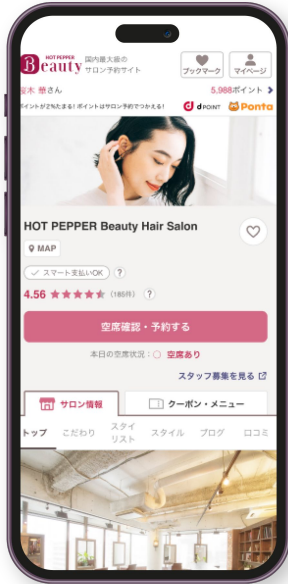 HOT PEPPER
Beauty
国内最大級の
サロン予約サイト
ブックマーク
マイページ
木 華さん
5,988ポイント
ポイントが2%たまる!ポイントはサロン予約でつかえる!
d POINT
Ponta
HOT PEPPER Beauty Hair Salon
MAP
スマート支払いOK
?
4.56 ★★★★★ (185件) ?
空席確認・予約する
本日の空席状況:○ 空席あり
スタッフ募集を見る
サロン情報
クーポン・メニュー
トップ
こだわり
スタイリスト
スタイル
ブログ
口コミ